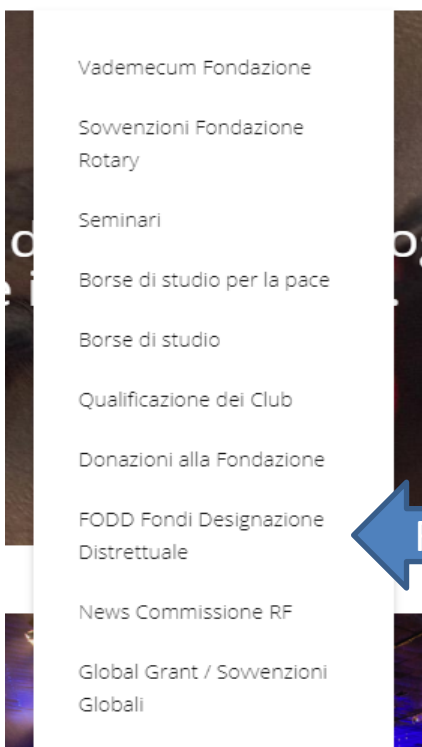 Vademecum Fondazione
Sovvenzioni Fondazione
Rotary
Seminari
Borse di studio per la pace
Borse di studio
Qualificazione dei Club
Donazioni alla Fondazione
FODD Fondi Designazione
Distrettuale
News Commissione RF
Global Grant / Sovvenzioni
Globali